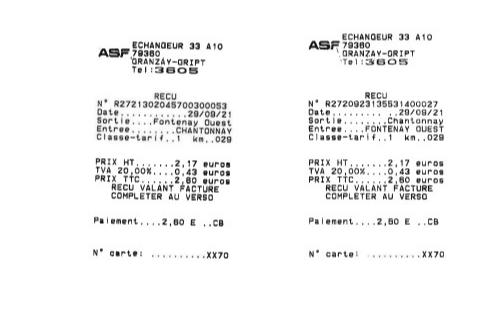 ECHANGEUR 33 A10
ASF 79360
GRANZAY-GRIPT
Tel:3605
RECU
N° R2721302045700300053
Date............29/09/21
Sortie....Fontenay Ouest
Entree........CHANTONNAY
Classe-tarif..1 km..029
PRIX HT.......2,17 euros
TVA 20,00%....0,43 euros
PRIX TTC......2,60 euros
RECU VALANT FACTURE
COMPLETER AU VERSO
Paiement....2,60 E ..CB
N° carte: ..........XX70
ECHANGEUR 33 A10
ASF 79360
GRANZAY-GRIPT
Tel:3605
RECU
N° R2720923135531400027
Date............29/09/21
Sortie........Chantonnay
Entree....FONTENAY OUEST
Classe-tarif..1 km..029
PRIX HT.......2,17 euros
TVA 20,00%....0,43 euros
PRIX TTC......2,60 euros
RECU VALANT FACTURE
COMPLETER AU VERSO
Paiement....2,60 E ..CB
N° carte: ..........XX70